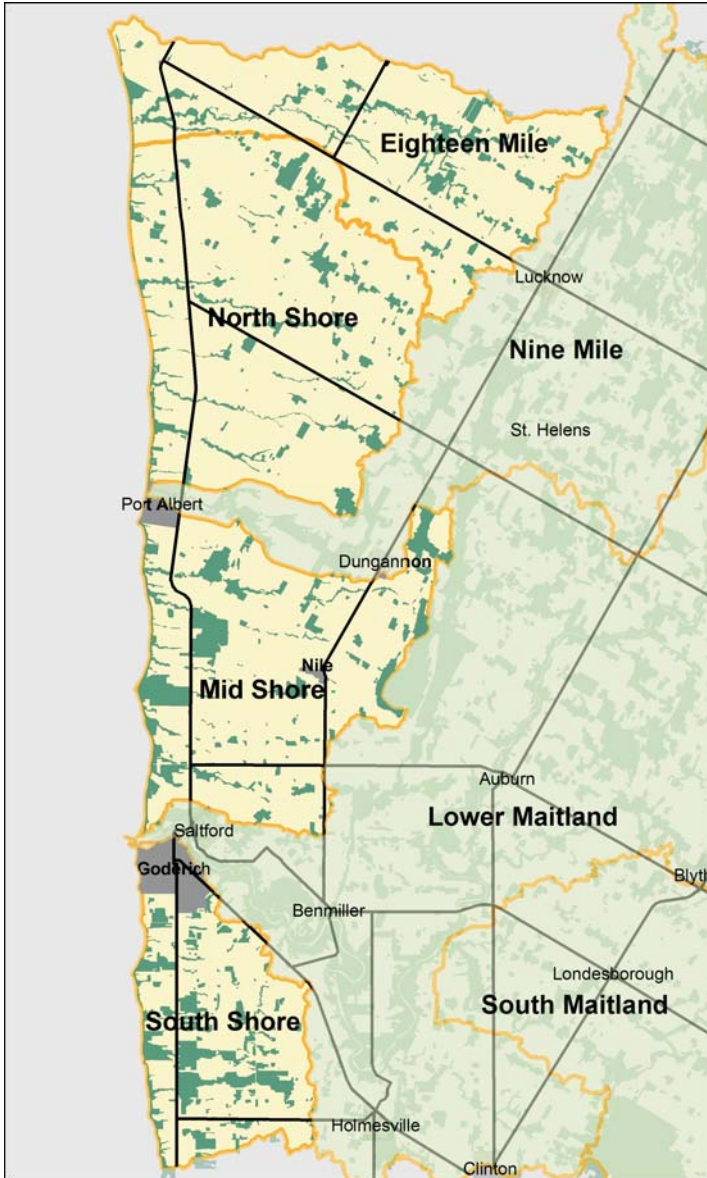 Eighteen Mile
Lucknow
North Shore
Nine Mile
St. Helens
Port Albert
Dungannon
Nile
Mid Shore
Auburn
Lower Maitland
Saltford
Goderich
Blyth
Benmiller
Londesborough
South Maitland
South Shore
Holmesville
Clinton